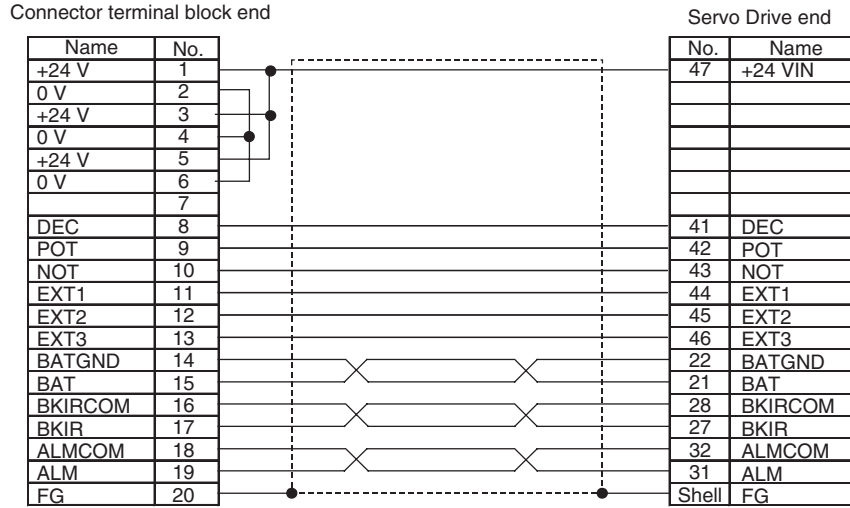 Connector terminal block end
Servo Drive end
Name No. No. Name
+24 V 1 47 +24 VIN
0 V 2
+24 V 3
0 V 4
+24 V 5
0 V 6
7
DEC 8 41 DEC
POT 9 42 POT
NOT 10 43 NOT
EXT1 11 44 EXT1
EXT2 12 45 EXT2
EXT3 13 46 EXT3
BATGND 14 22 BATGND
BAT 15 21 BAT
BKIRCOM 16 28 BKIRCOM
BKIR 17 27 BKIR
ALMCOM 18 32 ALMCOM
ALM 19 31 ALM
FG 20 Shell FG